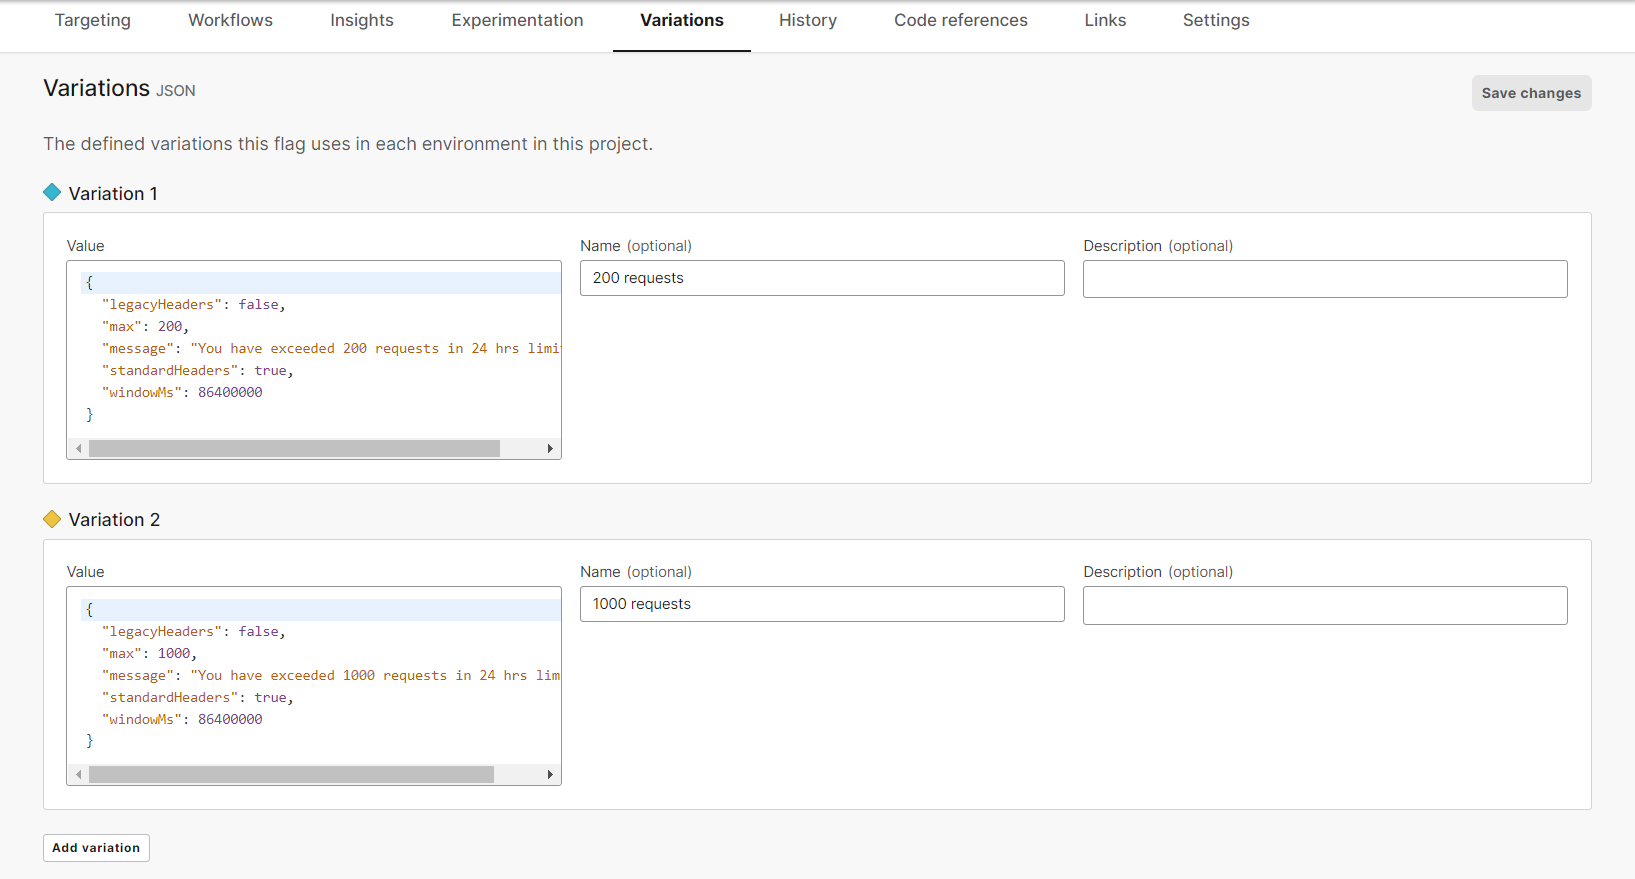 Targeting Workflows Insights Experimentation Variations History Code references Links Settings
Variations JSON
Save changes
The defined variations this flag uses in each environment in this project.
Variation 1
Value
Name (optional)
Description (optional)
{
"legacyHeaders": false,
"max": 200,
"message": "You have exceeded 200 requests in 24 hrs limi
"standardHeaders": true,
"windowMs": 86400000
}
200 requests
Variation 2
Value
Name (optional)
Description (optional)
{
"legacyHeaders": false,
"max": 1000,
"message": "You have exceeded 1000 requests in 24 hrs lim
"standardHeaders": true,
"windowMs": 86400000
}
1000 requests
Add variation